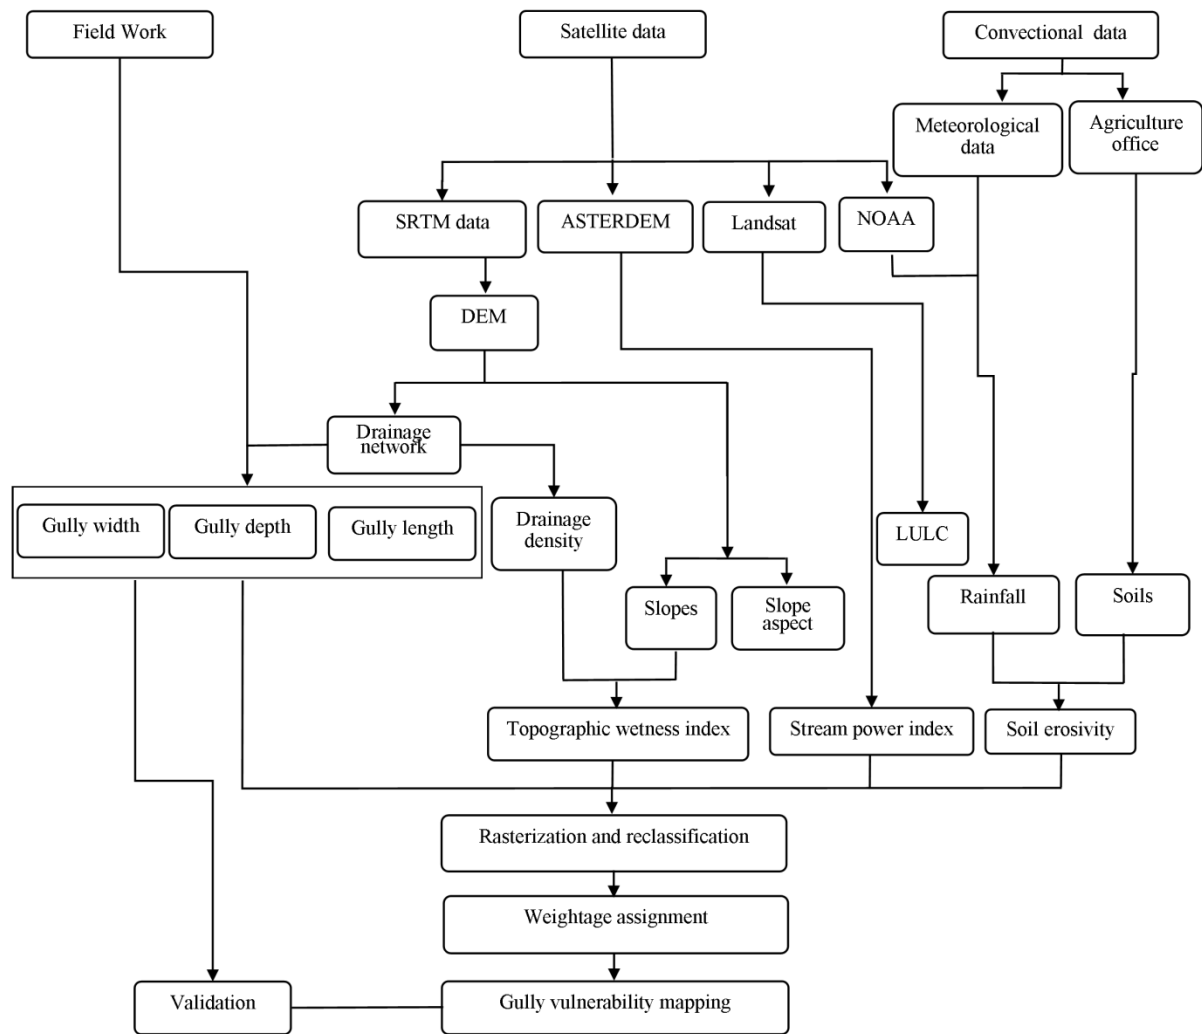 Field Work
Satellite data
Convectional data
Meteorological
data
Agriculture
office
SRTM data
ASTERDEM
Landsat
NOAA
DEM
Drainage
network
Gully width
Gully depth
Gully length
Drainage
density
LULC
Slopes
Slope
aspect
Rainfall
Soils
Topographic wetness index
Stream power index
Soil erosivity
Rasterization and reclassification
Weightage assignment
Validation
Gully vulnerability mapping